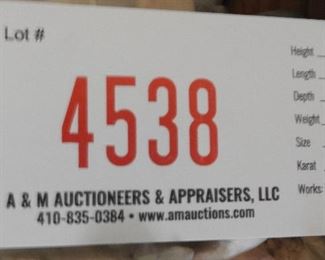 Lot #
4538
Height
Length
Depth
Weight
Size
Karat
Works:
A & M AUCTIONEERS & APPRAISERS, LLC
410-835-0384 • www.amauctions.com